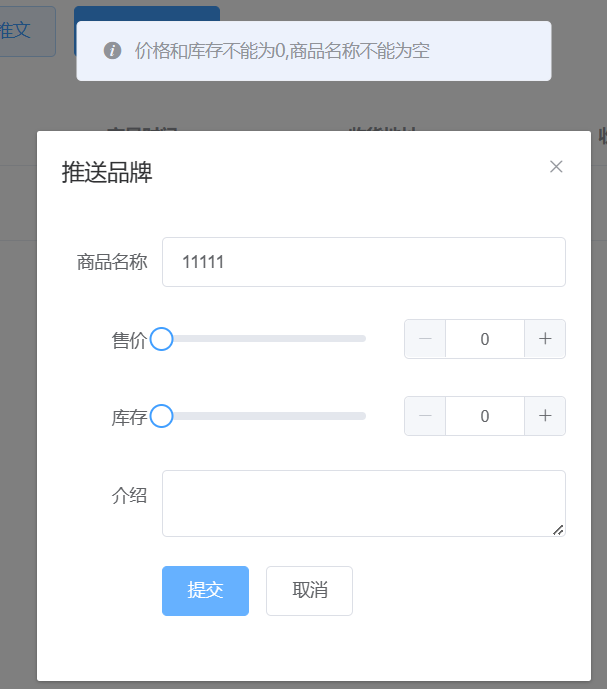 推文
价格和库存不能为0,商品名称不能为空
推送品牌
商品名称 11111
售价 0
库存 0
介绍
提交 取消